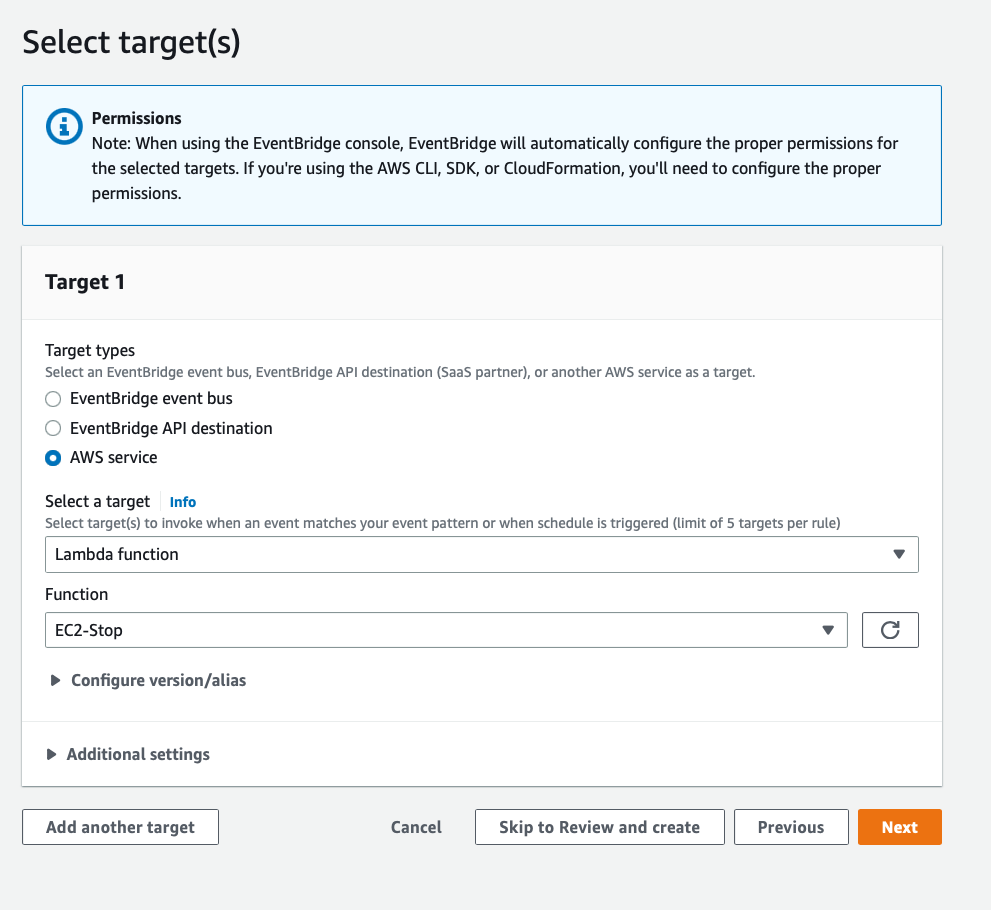 Select target(s)
Permissions
Note: When using the EventBridge console, EventBridge will automatically configure the proper permissions for
the selected targets. If you're using the AWS CLI, SDK, or CloudFormation, you'll need to configure the proper
permissions.
Target 1
Target types
Select an EventBridge event bus, EventBridge API destination (SaaS partner), or another AWS service as a target.
EventBridge event bus
EventBridge API destination
AWS service
Select a target Info
Select target(s) to invoke when an event matches your event pattern or when schedule is triggered (limit of 5 targets per rule)
Lambda function
Function
EC2-Stop
Configure version/alias
Additional settings
Add another target Cancel Skip to Review and create Previous Next